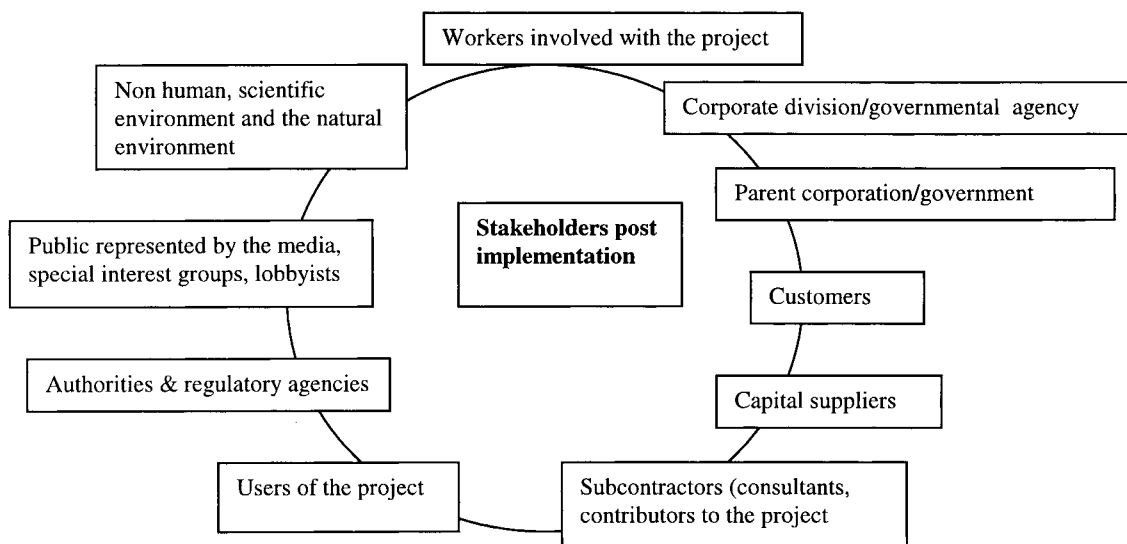 Workers involved with the project
Non human, scientific
environment and the natural
environment
Corporate division/governmental agency
Parent corporation/government
Stakeholders post
implementation
Public represented by the media,
special interest groups, lobbyists
Customers
Authorities & regulatory agencies
Capital suppliers
Users of the project
Subcontractors (consultants,
contributors to the project